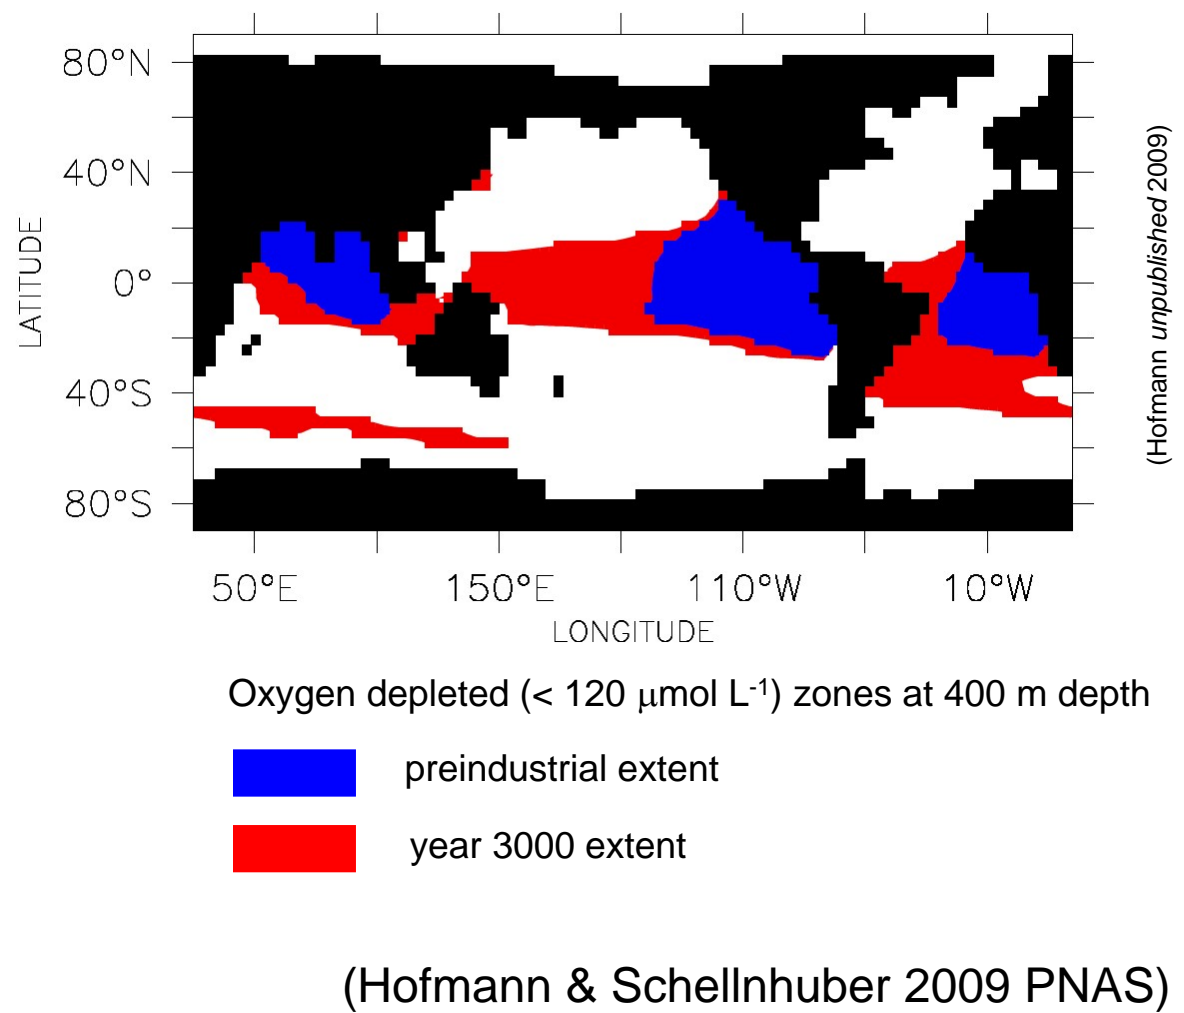 80°N
40°N
0°
40°S
80°S
LATITUDE
50°E 150°E 110°W 10°W
LONGITUDE
(Hofmann unpublished 2009)
Oxygen depleted (< 120 μmol L-1) zones at 400 m depth
preindustrial extent
year 3000 extent
(Hofmann & Schellnhuber 2009 PNAS)